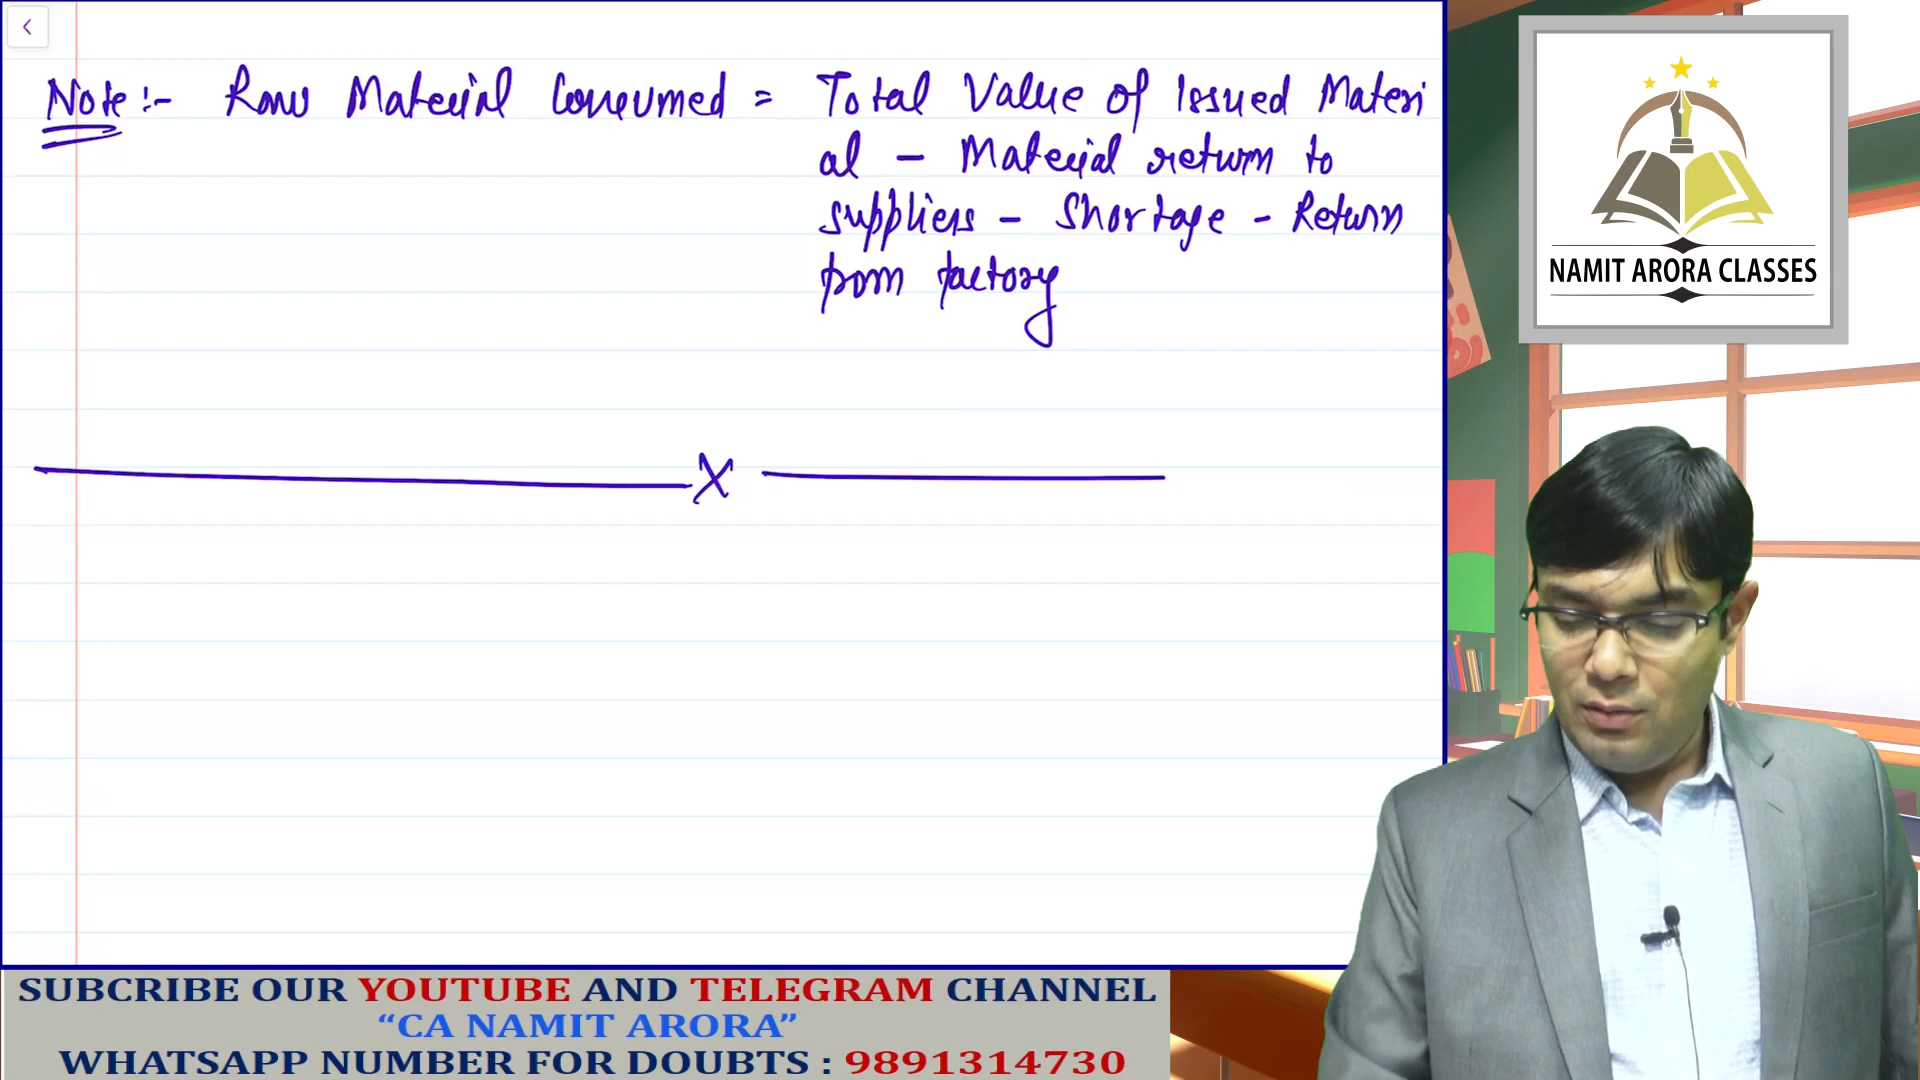 Note :- Raw Material Consumed = Total Value of Issued Materi
al - Material return to
suppliers - Shortage - Return
from factory
X
NAMIT ARORA CLASSES
SUBCRIBE OUR YOUTUBE AND TELEGRAM CHANNEL
“CA NAMIT ARORA”
WHATSAPP NUMBER FOR DOUBTS : 9891314730